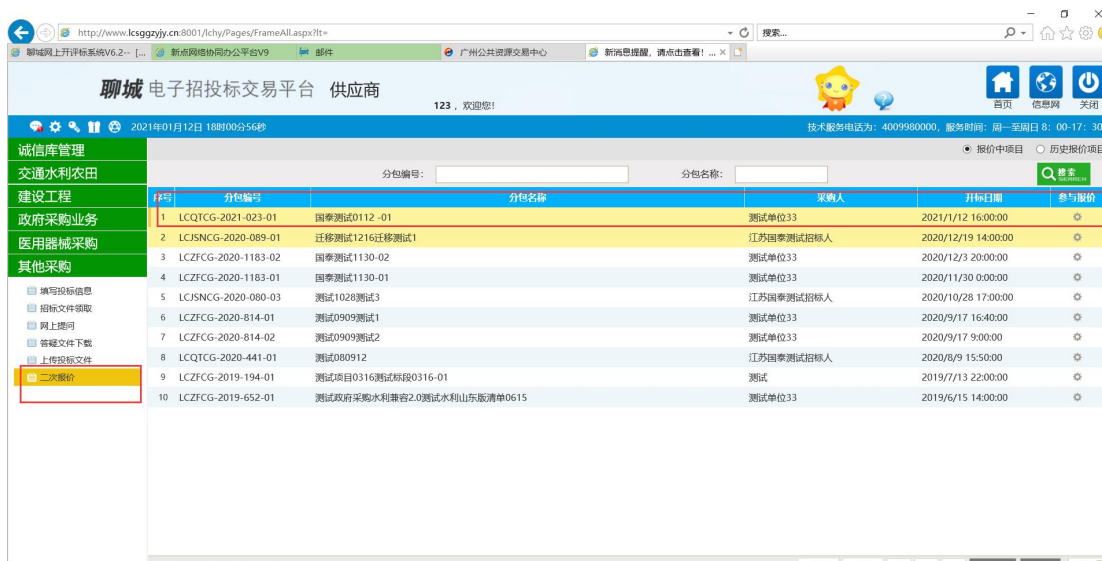 http://www.lcsggzyjy.cn:8001/lchy/Pages/FrameAll.aspx?lt=
搜索...
聊城网上开评标系统V6.2-- [...
新点网络协同办公平台V9
邮件
广州公共资源交易中心
新消息提醒，请点击查看! ...
聊城 电子招投标交易平台 供应商
123，欢迎您!
首页 信息网 关闭
2021年01月12日 18时00分56秒
技术服务电话为：4009980000，服务时间：周一至周日 8：00-17：30
诚信库管理
交通水利农田
建设工程
政府采购业务
医用器械采购
其他采购
填写投标信息
招标文件领取
网上提问
答疑文件下载
上传投标文件
二次报价
报价中项目 历史报价项目
分包编号： 分包名称： 搜索 SEARCH
序号 分包编号 分包名称 采购人 开标日期 参与报价
1 LCQTCG-2021-023-01 国泰测试0112 -01 测试单位33 2021/1/12 16:00:00
2 LCJSNCG-2020-089-01 迁移测试1216迁移测试1 江苏国泰测试招标人 2020/12/19 14:00:00
3 LCZFCG-2020-1183-02 国泰测试1130-02 测试单位33 2020/12/3 20:00:00
4 LCZFCG-2020-1183-01 国泰测试1130-01 测试单位33 2020/11/30 0:00:00
5 LCJSNCG-2020-080-03 测试1028测试3 江苏国泰测试招标人 2020/10/28 17:00:00
6 LCZFCG-2020-814-01 测试0909测试1 测试单位33 2020/9/17 16:40:00
7 LCZFCG-2020-814-02 测试0909测试2 测试单位33 2020/9/17 9:00:00
8 LCQTCG-2020-441-01 测试080912 江苏国泰测试招标人 2020/8/9 15:50:00
9 LCZFCG-2019-194-01 测试项目0316测试标段0316-01 测试 2019/7/13 22:00:00
10 LCZFCG-2019-652-01 测试政府采购水利兼容2.0测试水利山东版清单0615 测试单位33 2019/6/15 14:00:00